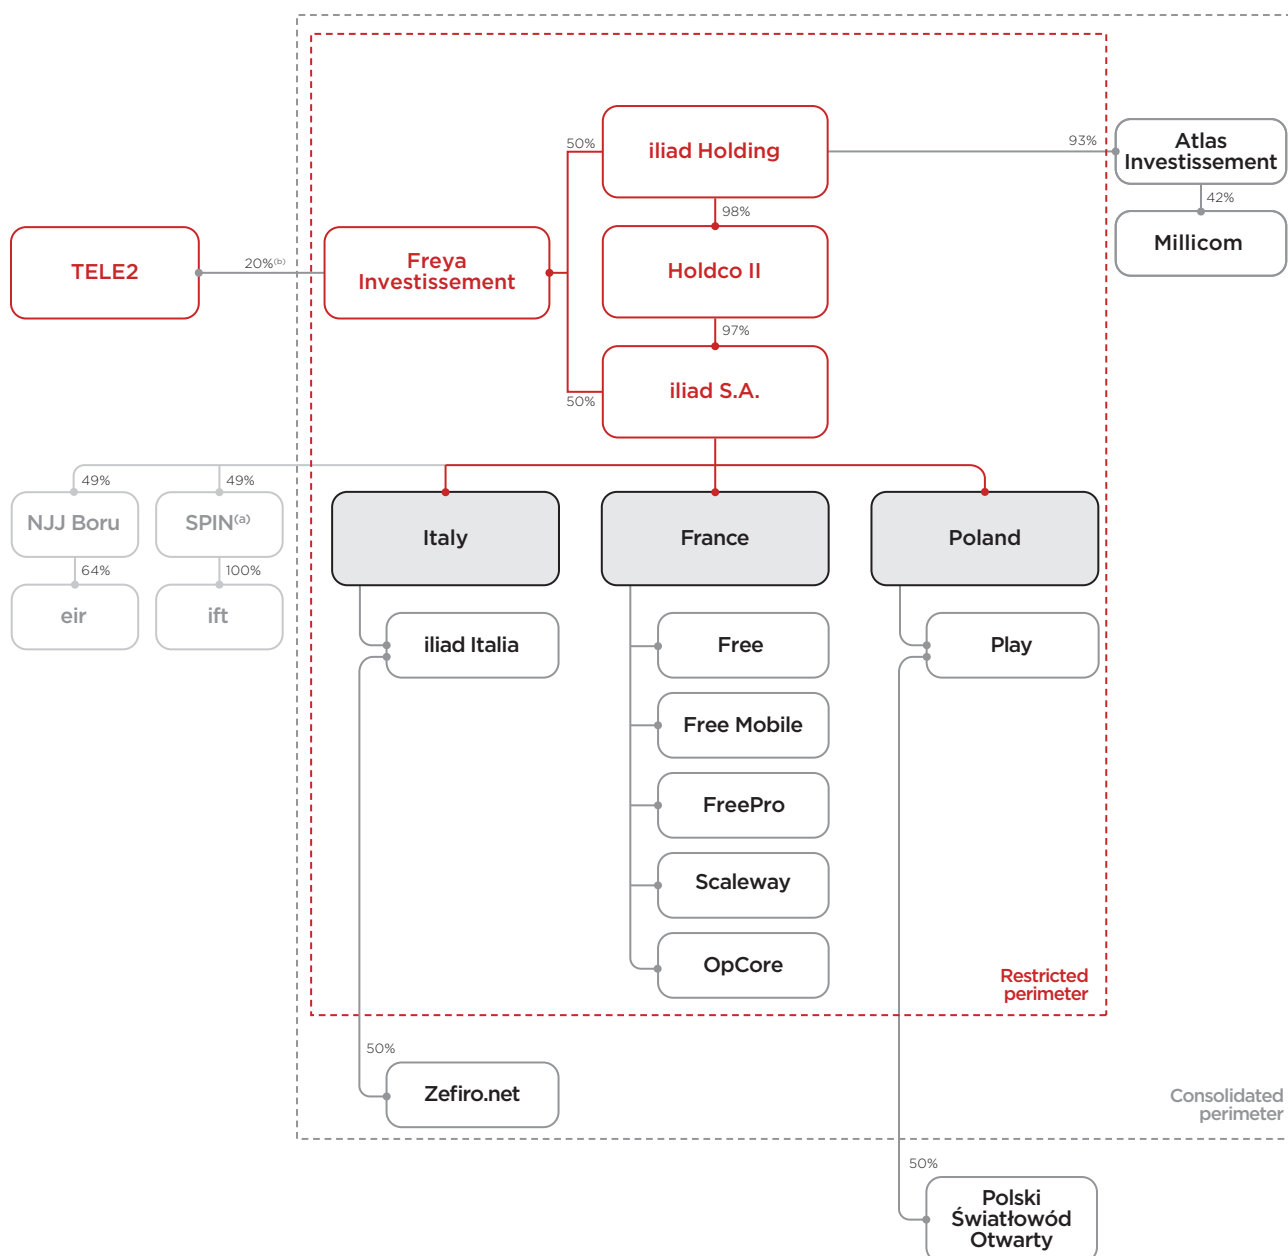 50%
iliad Holding
93%
Atlas
Investissement
98%
42%
TELE2
20%(b)
Freya
Investissement
Holdco II
Millicom
97%
50%
iliad S.A.
49%
49%
NJJ Boru
SPIN(a)
Italy
France
Poland
64%
100%
eir
ift
iliad Italia
Free
Play
Free Mobile
FreePro
Scaleway
OpCore
Restricted
perimeter
50%
Zefiro.net
Consolidated
perimeter
50%
Polski
Światłowód
Otwarty